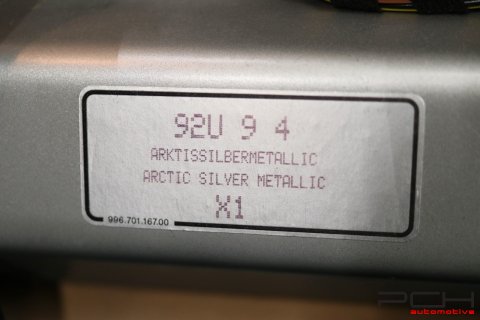 92U 9 4
ARKTISSILBERMETALLIC
ARCTIC SILVER METALLIC
X1
996.701.167.00
PCH
automotive